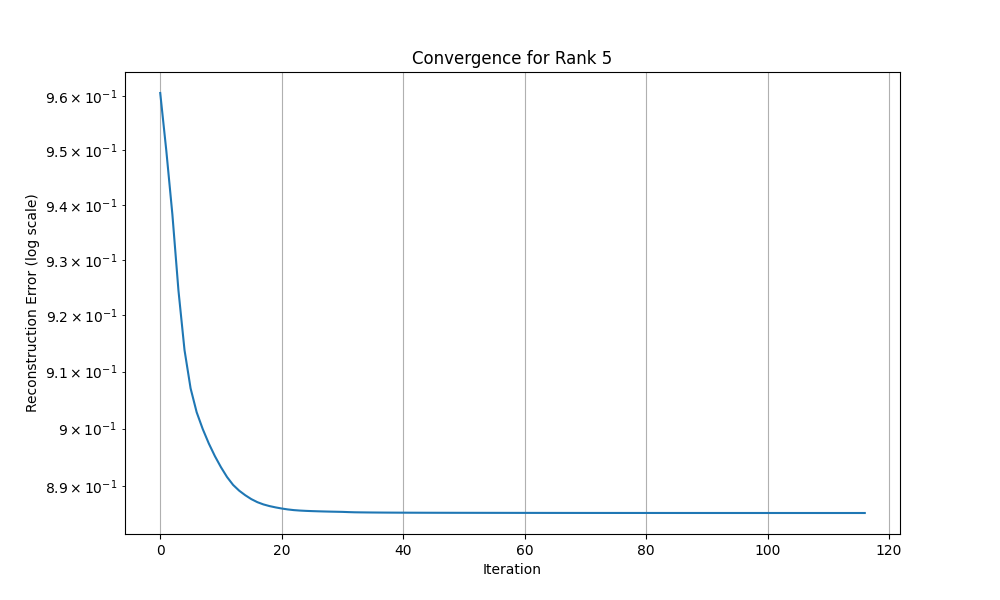 Convergence for Rank 5
Reconstruction Error (log scale)
9.6 × 10⁻¹
9.5 × 10⁻¹
9.4 × 10⁻¹
9.3 × 10⁻¹
9.2 × 10⁻¹
9.1 × 10⁻¹
9 × 10⁻¹
8.9 × 10⁻¹
0 20 40 60 80 100 120
Iteration